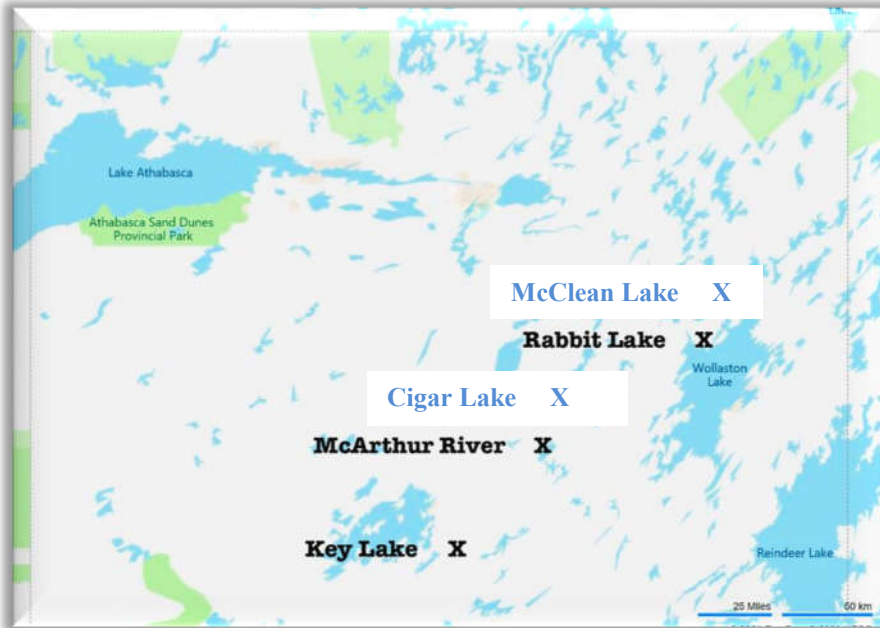 Lake Athabasca
Athabasca Sand Dunes
Provincial Park
McClean Lake X
Rabbit Lake X
Wollaston
Lake
Cigar Lake X
McArthur River X
Key Lake X
Reindeer Lake
25 Miles 50 km